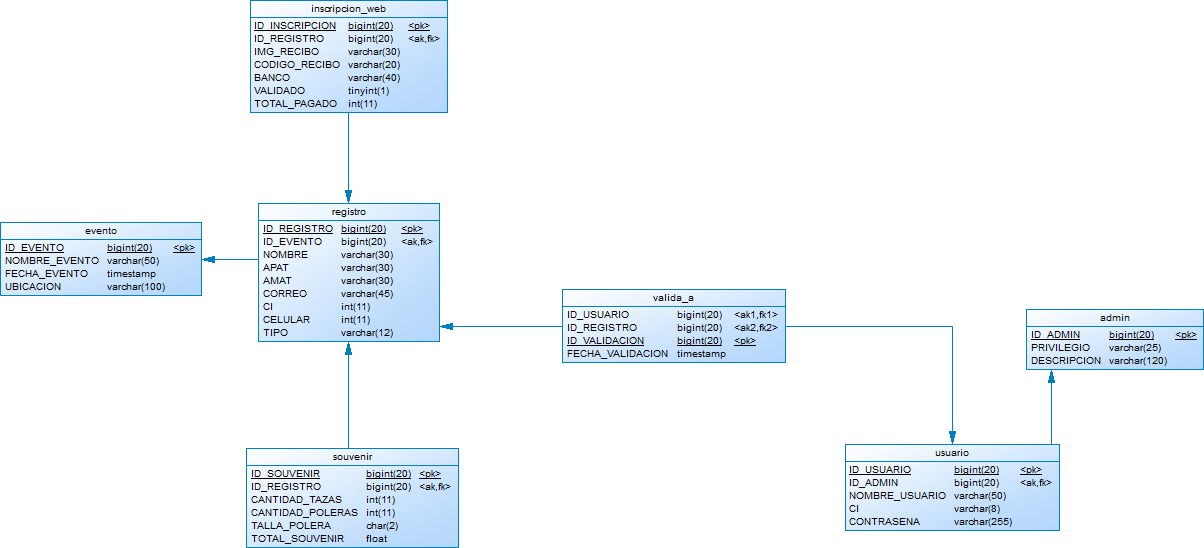 inscripcion_web
ID_INSCRIPCION bigint(20) <pk>
ID_REGISTRO bigint(20) <ak,fk>
IMG_RECIBO varchar(30)
CODIGO_RECIBO varchar(20)
BANCO varchar(40)
VALIDADO tinyint(1)
TOTAL_PAGADO int(11)
evento
ID_EVENTO bigint(20) <pk>
NOMBRE_EVENTO varchar(50)
FECHA_EVENTO timestamp
UBICACION varchar(100)
registro
ID_REGISTRO bigint(20) <pk>
ID_EVENTO bigint(20) <ak,fk>
NOMBRE varchar(30)
APAT varchar(30)
AMAT varchar(30)
CORREO varchar(45)
CI int(11)
CELULAR int(11)
TIPO varchar(12)
valida_a
ID_USUARIO bigint(20) <ak1,fk1>
ID_REGISTRO bigint(20) <ak2,fk2>
ID_VALIDACION bigint(20) <pk>
FECHA_VALIDACION timestamp
admin
ID_ADMIN bigint(20) <pk>
PRIVILEGIO varchar(25)
DESCRIPCION varchar(120)
souvenir
ID_SOUVENIR bigint(20) <pk>
ID_REGISTRO bigint(20) <ak,fk>
CANTIDAD_TAZAS int(11)
CANTIDAD_POLERAS int(11)
TALLA_POLERA char(2)
TOTAL_SOUVENIR float
usuario
ID_USUARIO bigint(20) <pk>
ID_ADMIN bigint(20) <ak,fk>
NOMBRE_USUARIO varchar(50)
CI varchar(8)
CONTRASENA varchar(255)